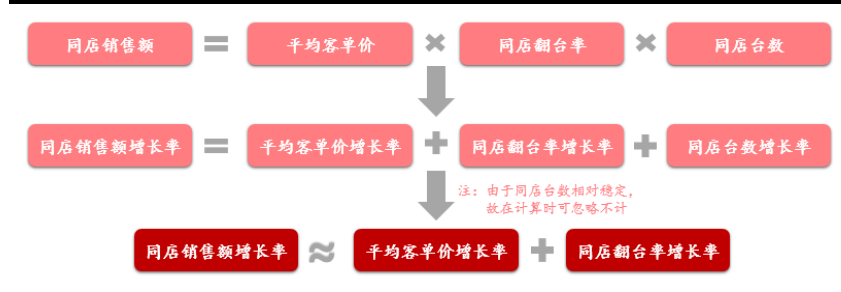 同店销售额 = 平均客单价 × 同店翻台率 × 同店台数
同店销售额增长率 = 平均客单价增长率 + 同店翻台率增长率 + 同店台数增长率
注：由于同店台数相对稳定，
故在计算时可忽略不计
同店销售额增长率 ≈ 平均客单价增长率 + 同店翻台率增长率